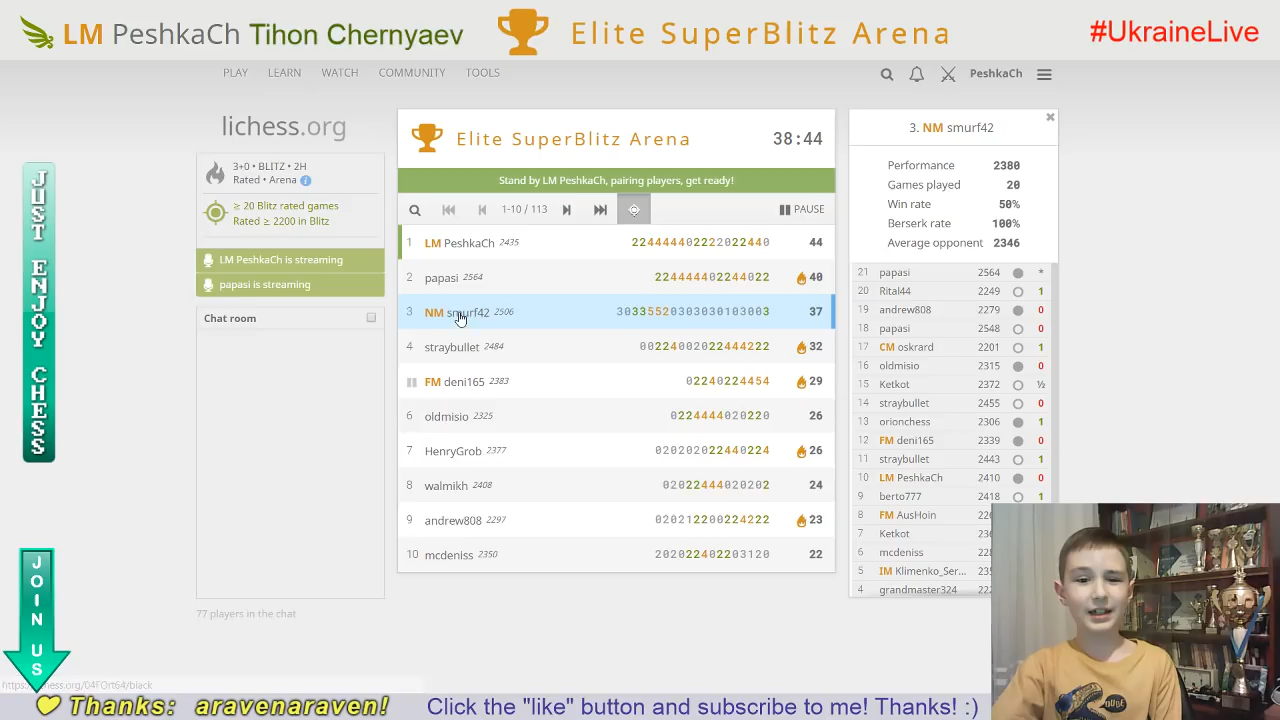 LM PeshkaCh Tihon Chernyaev
Elite SuperBlitz Arena
#UkraineLive
PLAY LEARN WATCH COMMUNITY TOOLS
PeshkaCh
lichess.org
3+0 • BLITZ • 2H
Rated • Arena
≥ 20 Blitz rated games
Rated ≥ 2200 in Blitz
LM PeshkaCh is streaming
papasi is streaming
Chat room
77 players in the chat
JUST ENJOY CHESS
JOIN US
Elite SuperBlitz Arena 38:44
Stand by LM PeshkaCh, pairing players, get ready!
1-10 / 113 PAUSE
1 LM PeshkaCh 2435 2244444022220022440 44
2 papasi 2564 2244444022244022 40
3 NM smurf42 2506 30333552030303010 3003 37
4 straybullet 2484 0022400202244 4222 32
FM deni165 2383 02240224454 29
6 oldmisio 2325 0224444020220 26
7 HenryGrob 2377 020202022440224 26
8 walmikh 2408 02022444020202 24
9 andrew808 2297 020212200224222 23
10 mcdeniss 2350 202022402203120 22
3. NM smurf42
Performance 2380
Games played 20
Win rate 50%
Berserk rate 100%
Average opponent 2346
21 papasi 2564 *
20 Rital44 2249 1
19 andrew808 2279 0
18 papasi 2548 0
17 CM oskrard 2201 1
16 oldmisio 2315 0
15 Ketkot 2372 ½
14 straybullet 2455 0
13 orionchess 2306 1
12 FM deni165 2339 0
11 straybullet 2443 1
10 LM PeshkaCh 2410 0
9 berto777 2418 1
8 FM AusHoin
7 Ketkot
6 mcdeniss
5 IM Klimenko_Ser...
4 grandmaster324
Thanks: aravenaraven!
Click the "like" button and subscribe to me! Thanks! :)